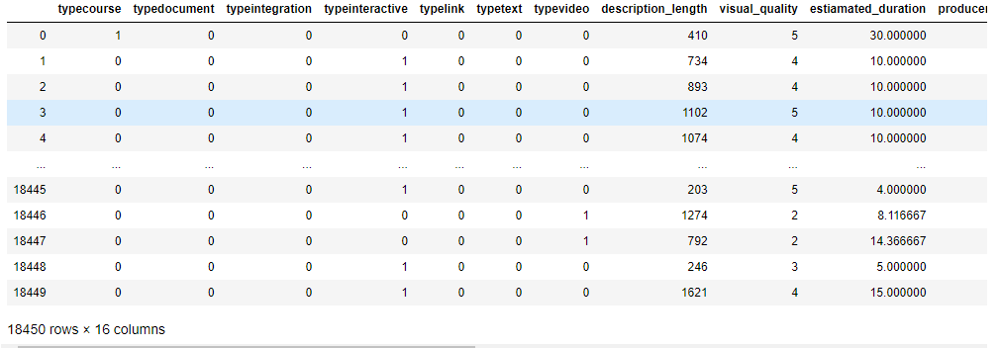 typecourse typedocument typeintegration typeinteractive typelink typetext typevideo description_length visual_quality estiamated_duration producer
0 1 0 0 0 0 0 0 410 5 30.000000
1 0 0 0 1 0 0 0 734 4 10.000000
2 0 0 0 1 0 0 0 893 4 10.000000
3 0 0 0 1 0 0 0 1102 5 10.000000
4 0 0 0 1 0 0 0 1074 4 10.000000
... ... ... ... ... ... ... ... ... ... ...
18445 0 0 0 1 0 0 0 203 5 4.000000
18446 0 0 0 0 0 0 1 1274 2 8.116667
18447 0 0 0 0 0 0 1 792 2 14.366667
18448 0 0 0 1 0 0 0 246 3 5.000000
18449 0 0 0 1 0 0 0 1621 4 15.000000
18450 rows × 16 columns